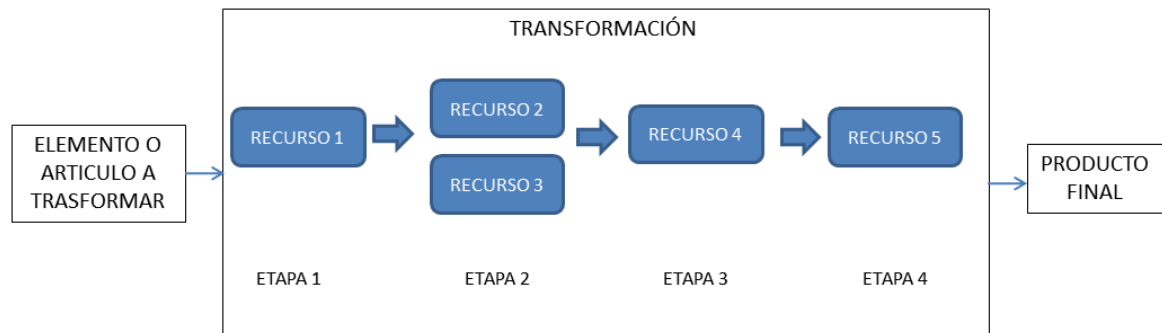 TRANSFORMACIÓN
ELEMENTO O
ARTICULO A
TRASFORMAR
RECURSO 1
RECURSO 2
RECURSO 3
RECURSO 4
RECURSO 5
PRODUCTO
FINAL
ETAPA 1
ETAPA 2
ETAPA 3
ETAPA 4